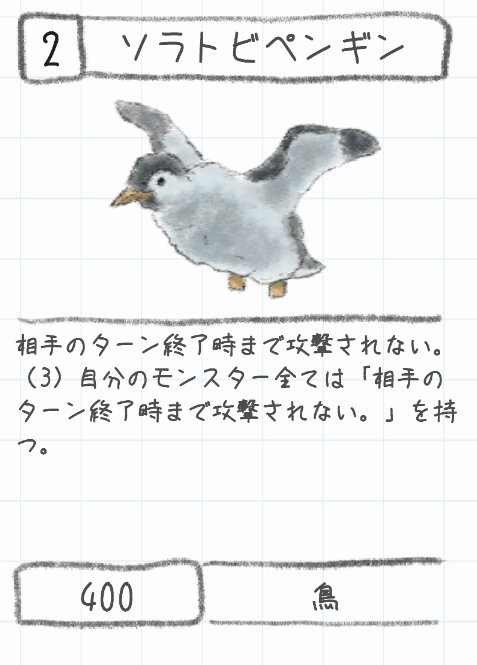 2 ソラトビペンギン
相手のターン終了時まで攻撃されない。
（3）自分のモンスター全ては「相手の
ターン終了時まで攻撃されない。」を持
つ。
400 鳥